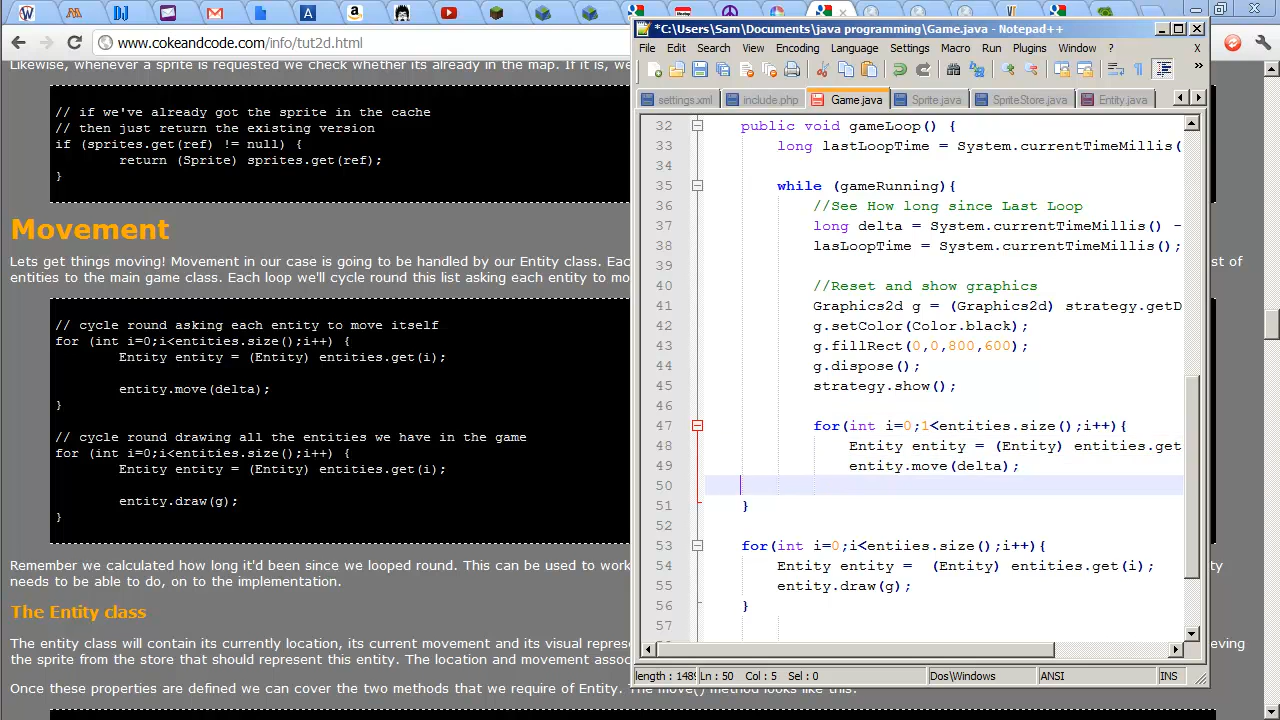 www.cokeandcode.com/info/tut2d.html
Likewise, whenever a sprite is requested we check whether its already in the map. If it is, we
// if we've already got the sprite in the cache
// then just return the existing version
if (sprites.get(ref) != null) {
return (Sprite) sprites.get(ref);
}
Movement
Lets get things moving! Movement in our case is going to be handled by our Entity class. Eac
st of
entities to the main game class. Each loop we'll cycle round this list asking each entity to mo
// cycle round asking each entity to move itself
for (int i=0;i<entities.size();i++) {
Entity entity = (Entity) entities.get(i);
entity.move(delta);
}
// cycle round drawing all the entities we have in the game
for (int i=0;i<entities.size();i++) {
Entity entity = (Entity) entities.get(i);
entity.draw(g);
}
Remember we calculated how long it'd been since we looped round. This can be used to work
ty
needs to be able to do, on to the implementation.
The Entity class
The entity class will contain its currently location, its current movement and its visual repres
eving
the sprite from the store that should represent this entity. The location and movement assoc
Once these properties are defined we can cover the two methods that we require of Entity. The move() method looks like this:
*C:\Users\Sam\Documents\java programming\Game.java - Notepad++
File Edit Search View Encoding Language Settings Macro Run Plugins Window ? X
settings.xml include.php Game.java Sprite.java SpriteStore.java Entity.java
32 public void gameLoop() {
33 long lastLoopTime = System.currentTimeMillis(
34
35 while (gameRunning){
36 //See How long since Last Loop
37 long delta = System.currentTimeMillis() -
38 lasLoopTime = System.currentTimeMillis();
39
40 //Reset and show graphics
41 Graphics2d g = (Graphics2d) strategy.getD
42 g.setColor(Color.black);
43 g.fillRect(0,0,800,600);
44 g.dispose();
45 strategy.show();
46
47 for(int i=0;1<entities.size();i++){
48 Entity entity = (Entity) entities.get
49 entity.move(delta);
50
51 }
52
53 for(int i=0;i<entiies.size();i++){
54 Entity entity =  (Entity) entities.get(i);
55 entity.draw(g);
56 }
57
length : 148 Ln : 50 Col : 5 Sel : 0 Dos\Windows ANSI INS